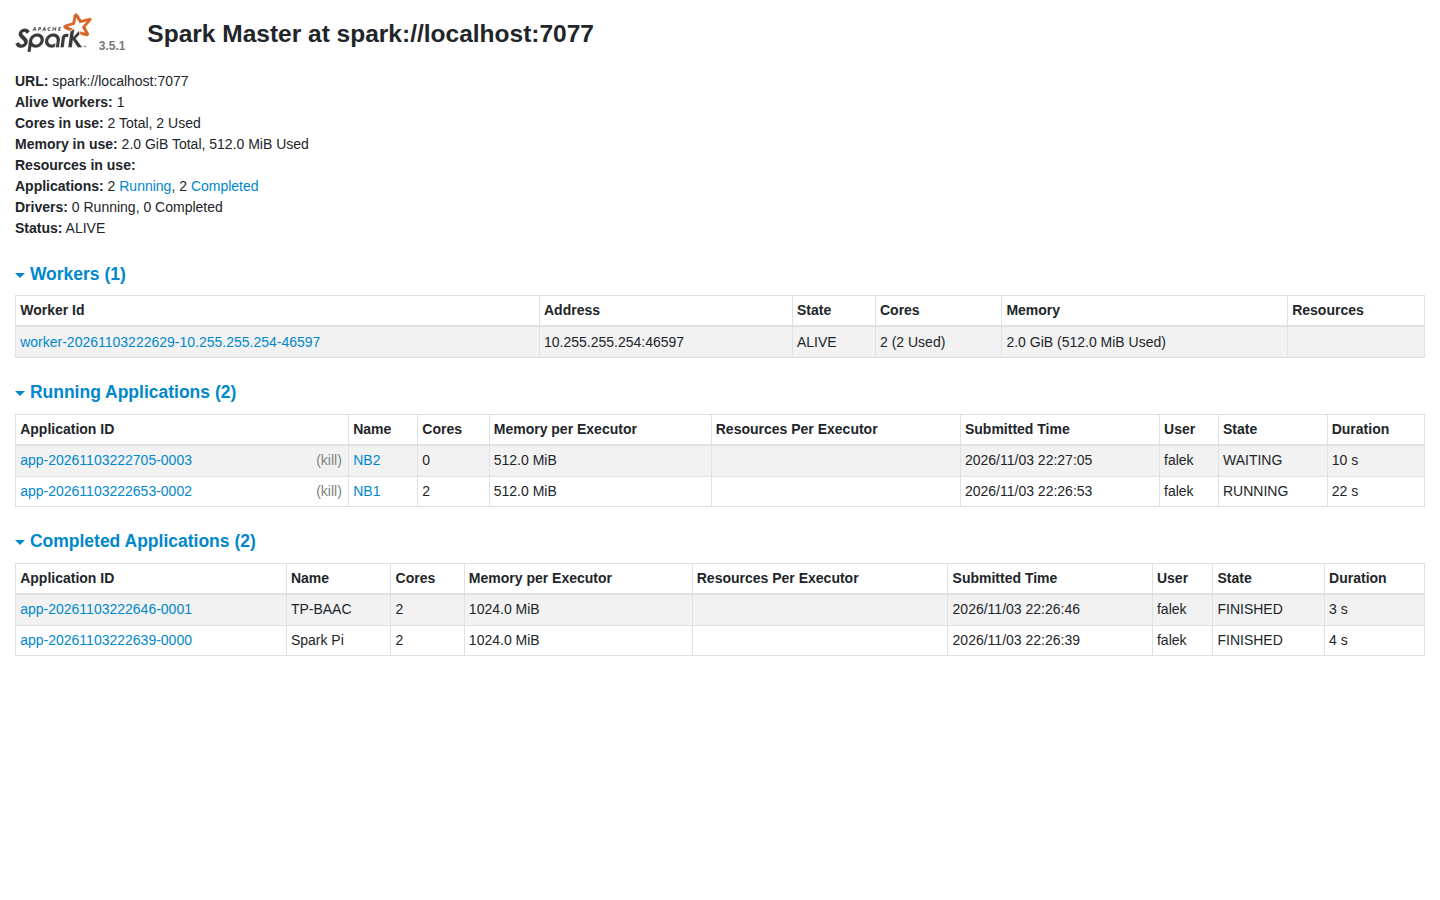 APACHE
Spark 3.5.1 Spark Master at spark://localhost:7077
URL: spark://localhost:7077
Alive Workers: 1
Cores in use: 2 Total, 2 Used
Memory in use: 2.0 GiB Total, 512.0 MiB Used
Resources in use:
Applications: 2 Running, 2 Completed
Drivers: 0 Running, 0 Completed
Status: ALIVE
Workers (1)
Worker Id Address State Cores Memory Resources
worker-20261103222629-10.255.255.254-46597 10.255.255.254:46597 ALIVE 2 (2 Used) 2.0 GiB (512.0 MiB Used)
Running Applications (2)
Application ID Name Cores Memory per Executor Resources Per Executor Submitted Time User State Duration
app-20261103222705-0003 (kill) NB2 0 512.0 MiB 2026/11/03 22:27:05 falek WAITING 10 s
app-20261103222653-0002 (kill) NB1 2 512.0 MiB 2026/11/03 22:26:53 falek RUNNING 22 s
Completed Applications (2)
Application ID Name Cores Memory per Executor Resources Per Executor Submitted Time User State Duration
app-20261103222646-0001 TP-BAAC 2 1024.0 MiB 2026/11/03 22:26:46 falek FINISHED 3 s
app-20261103222639-0000 Spark Pi 2 1024.0 MiB 2026/11/03 22:26:39 falek FINISHED 4 s